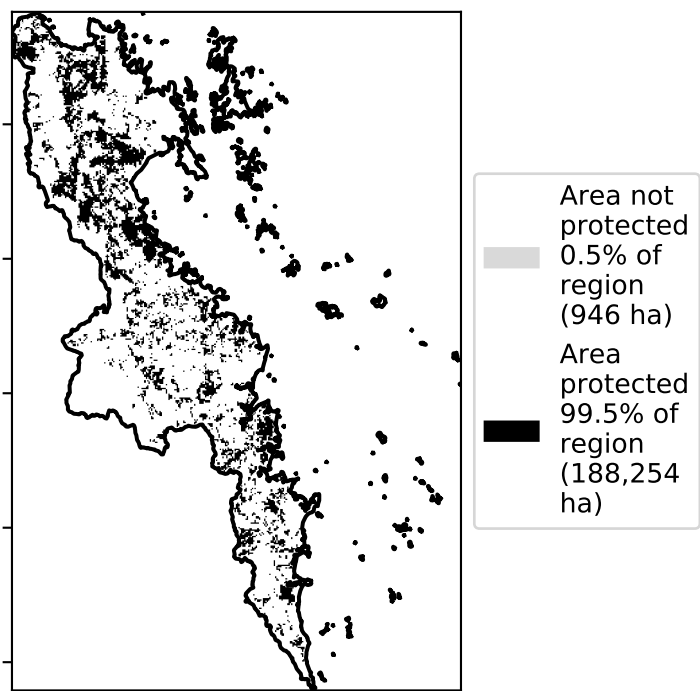 Area not
protected
0.5% of
region
(946 ha)
Area
protected
99.5% of
region
(188,254
ha)